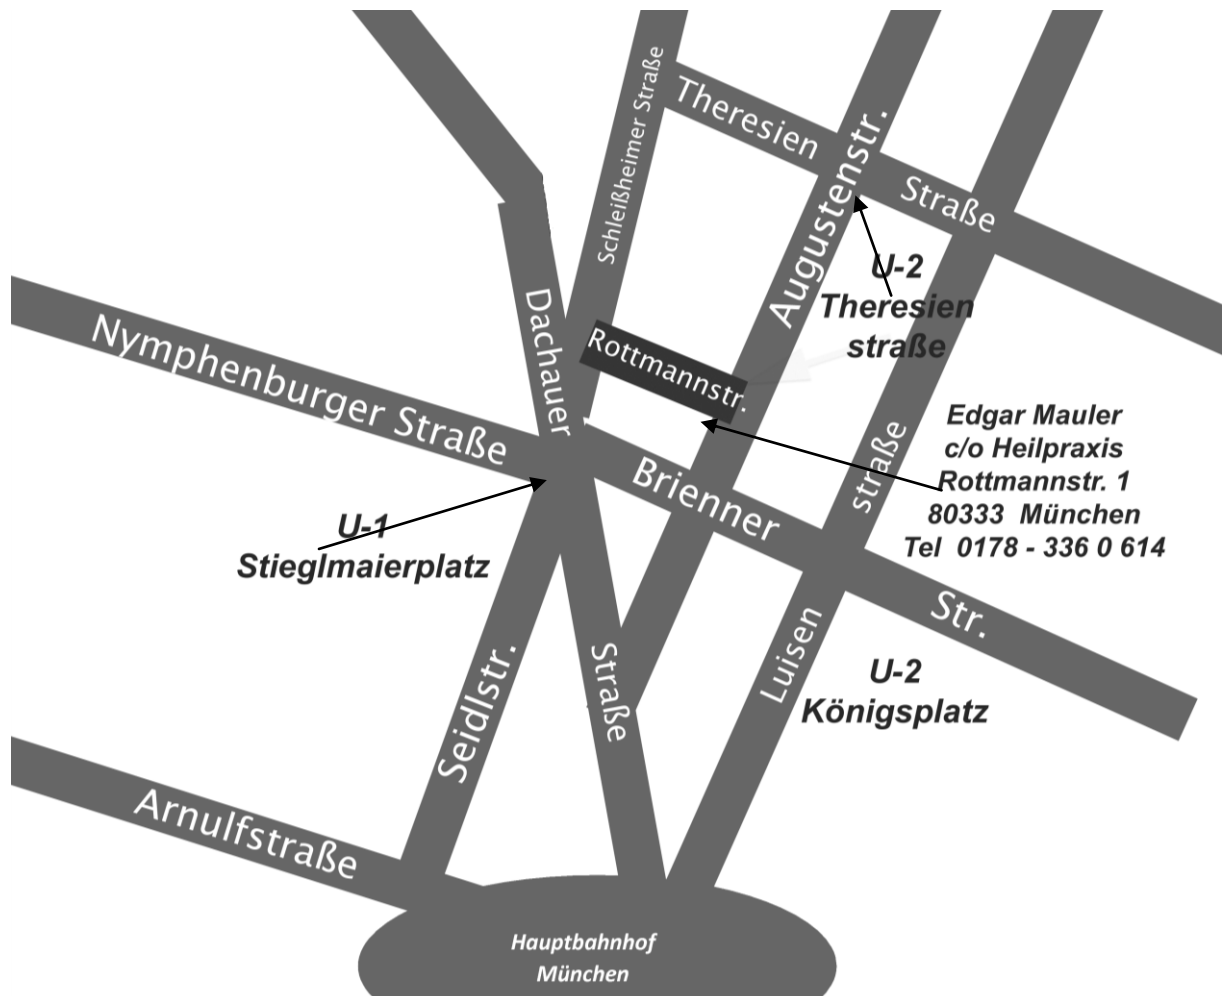 Schleißheimer Straße
Theresien
Straße
Augustenstr.
U-2
Theresien
straße
Dachauer
Rottmannstr.
Nymphenburger Straße
Brienner
Str.
straße
Edgar Mauler
c/o Heilpraxis
Rottmannstr. 1
80333 München
Tel 0178 - 336 0 614
U-1
Stieglmaierplatz
Seidlstr.
Straße
Luisen
U-2
Königsplatz
Arnulfstraße
Hauptbahnhof
München